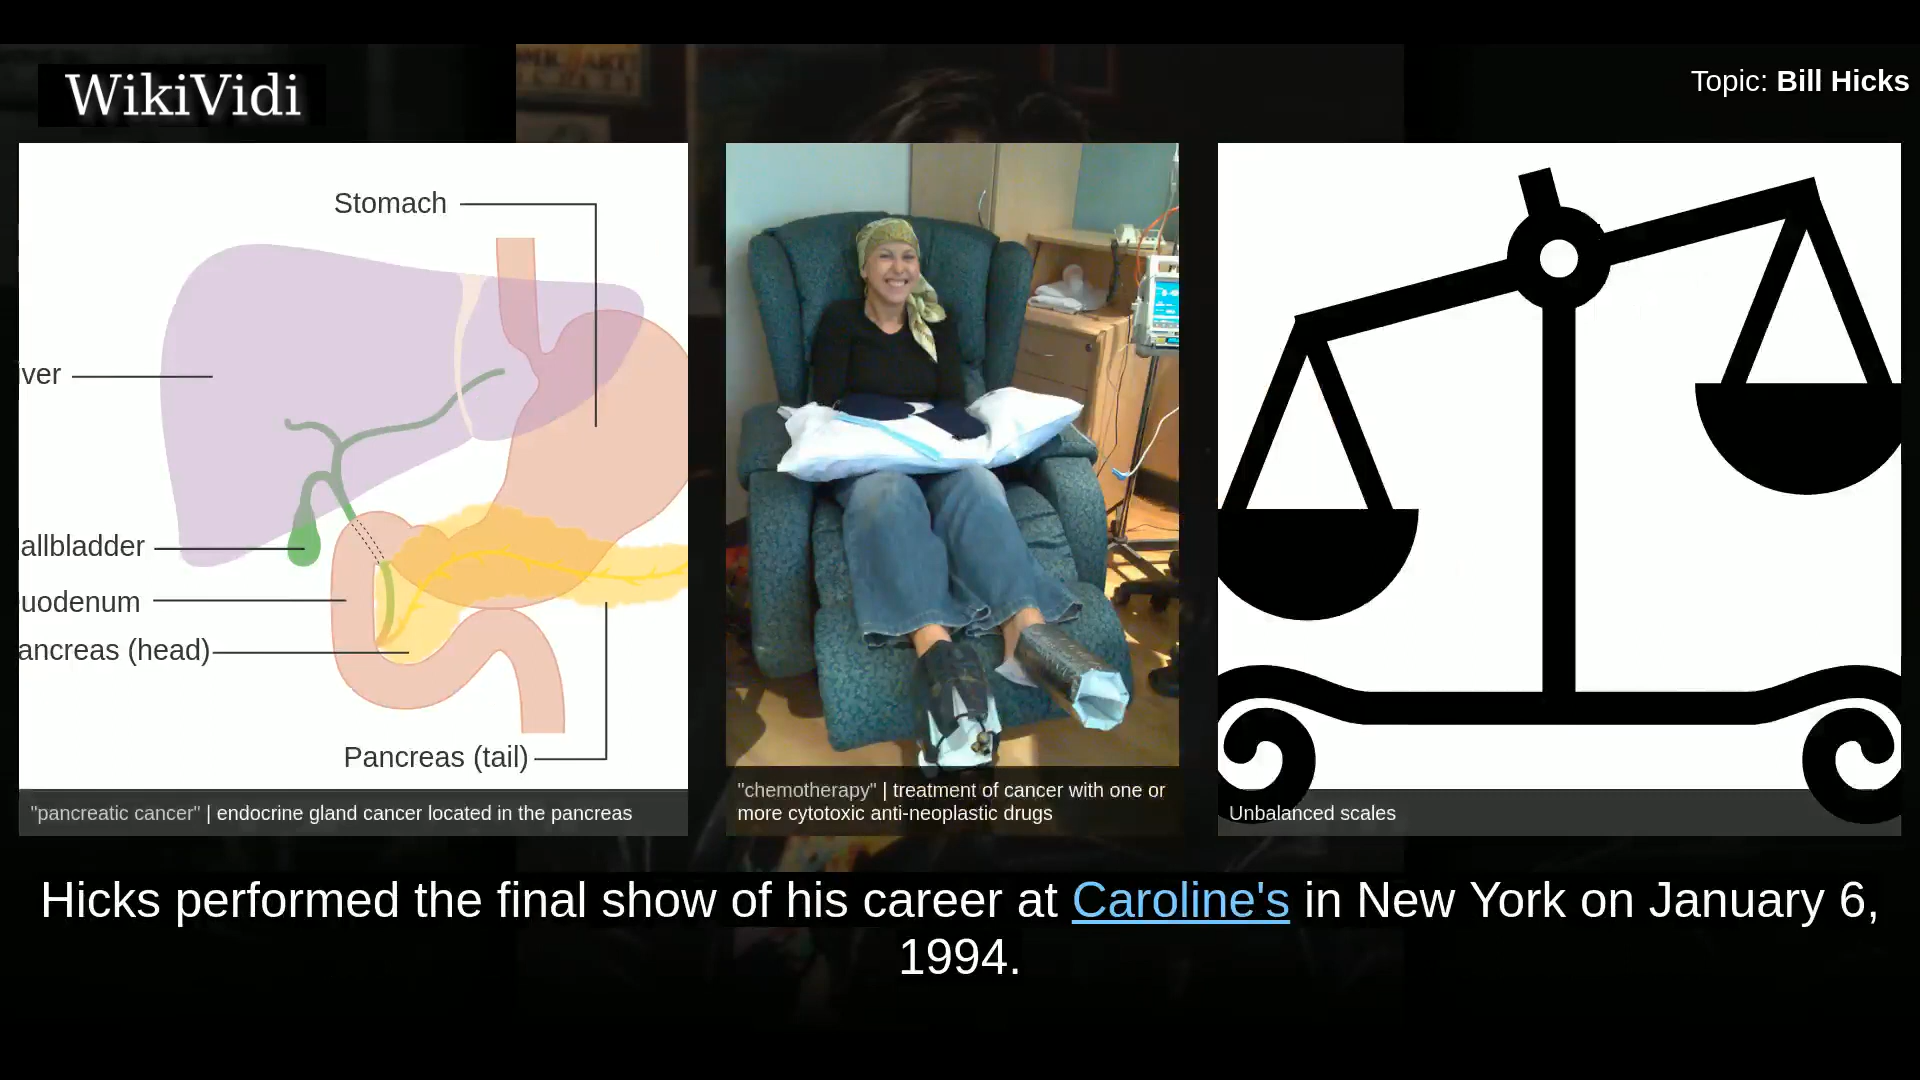 WikiVidi
Topic: Bill Hicks
Stomach
ver
allbladder
uodenum
ancreas (head)
Pancreas (tail)
"pancreatic cancer" | endocrine gland cancer located in the pancreas
"chemotherapy" | treatment of cancer with one or
more cytotoxic anti-neoplastic drugs
Unbalanced scales
Hicks performed the final show of his career at Caroline's in New York on January 6,
1994.